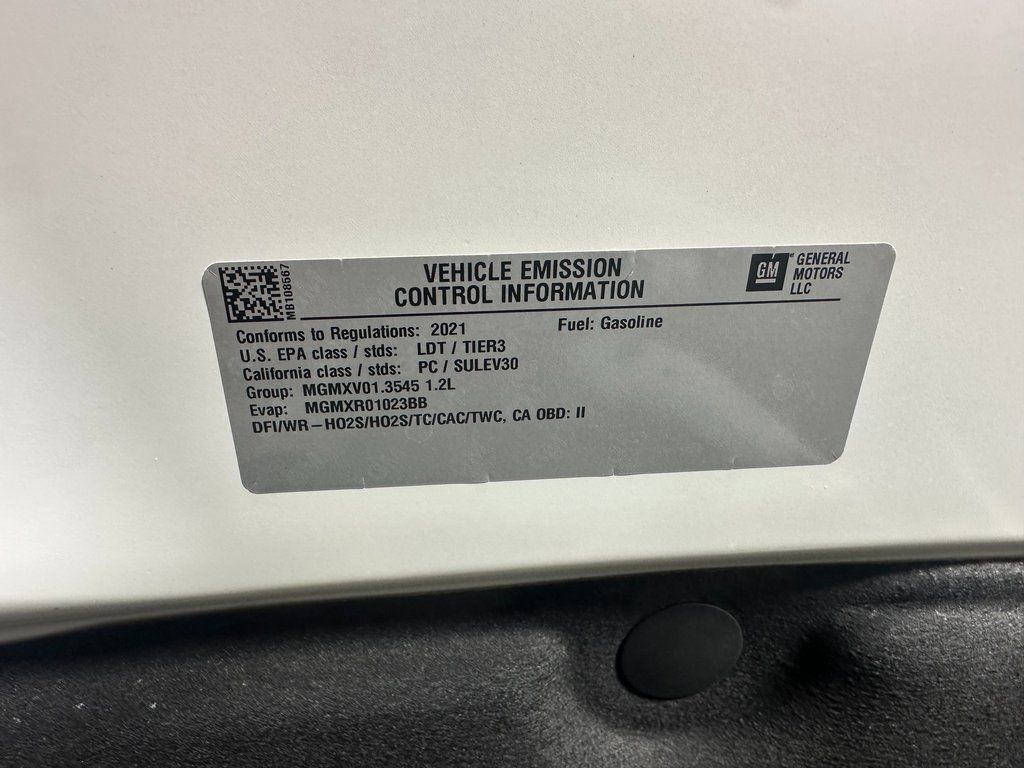 VEHICLE EMISSION
CONTROL INFORMATION
GM
GENERAL
MOTORS
LLC
MB108567
Conforms to Regulations: 2021 Fuel: Gasoline
U.S. EPA class / stds: LDT / TIER3
California class / stds: PC / SULEV30
Group: MGMXV01.3545 1.2L
Evap: MGMXR01023BB
DFI/WR–HO2S/HO2S/TC/CAC/TWC, CA OBD: II